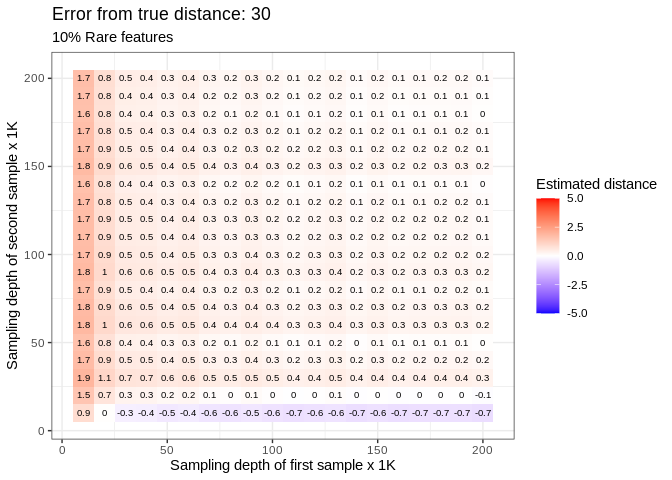 Error from true distance: 30
10% Rare features
Sampling depth of second sample x 1K
200
150
100
50
0
1.7 0.8 0.5 0.4 0.3 0.4 0.3 0.2 0.3 0.2 0.1 0.2 0.2 0.1 0.2 0.1 0.1 0.2 0.2 0.1
1.7 0.8 0.4 0.4 0.3 0.3 0.3 0.2 0.2 0.2 0.1 0.2 0.2 0.1 0.2 0.1 0.1 0.1 0.2 0.1
1.6 0.8 0.4 0.4 0.3 0.3 0.2 0.1 0.2 0.2 0.1 0.1 0.2 0.1 0.1 0.1 0.1 0.1 0.1 0
1.7 0.8 0.5 0.4 0.3 0.4 0.3 0.2 0.3 0.2 0.1 0.2 0.2 0.1 0.2 0.1 0.1 0.1 0.2 0.1
1.7 0.9 0.5 0.5 0.4 0.4 0.3 0.2 0.3 0.2 0.2 0.2 0.2 0.1 0.2 0.2 0.1 0.2 0.2 0.1
1.8 0.9 0.6 0.5 0.4 0.5 0.4 0.3 0.4 0.3 0.2 0.3 0.3 0.2 0.3 0.2 0.2 0.3 0.3 0.2
1.6 0.8 0.4 0.4 0.3 0.3 0.2 0.2 0.2 0.2 0.1 0.1 0.2 0.1 0.1 0.1 0.1 0.1 0.1 0
1.7 0.9 0.5 0.5 0.4 0.4 0.3 0.2 0.3 0.2 0.2 0.2 0.3 0.1 0.2 0.2 0.1 0.2 0.2 0.1
1.7 0.9 0.5 0.5 0.4 0.4 0.3 0.2 0.3 0.3 0.2 0.2 0.3 0.2 0.2 0.2 0.2 0.2 0.2 0.1
1.7 0.9 0.5 0.5 0.4 0.4 0.3 0.2 0.3 0.3 0.2 0.2 0.3 0.2 0.2 0.2 0.2 0.2 0.2 0.1
1.7 0.9 0.5 0.5 0.4 0.4 0.3 0.3 0.3 0.3 0.2 0.2 0.3 0.2 0.2 0.2 0.2 0.2 0.2 0.2
1.8 1 0.6 0.6 0.5 0.5 0.4 0.3 0.4 0.3 0.3 0.3 0.4 0.2 0.3 0.2 0.3 0.3 0.3 0.2
1.7 0.9 0.5 0.4 0.4 0.4 0.3 0.2 0.3 0.2 0.1 0.2 0.2 0.1 0.2 0.2 0.1 0.2 0.2 0.1
1.8 0.9 0.6 0.5 0.4 0.5 0.4 0.3 0.3 0.3 0.2 0.3 0.3 0.2 0.3 0.2 0.2 0.2 0.3 0.2
1.8 1 0.6 0.6 0.5 0.5 0.4 0.4 0.4 0.4 0.3 0.3 0.4 0.2 0.3 0.3 0.3 0.3 0.3 0.2
1.6 0.8 0.4 0.4 0.3 0.3 0.2 0.1 0.2 0.2 0.1 0.1 0.2 0.1 0 0.1 0.1 0.1 0.1 0
1.7 0.9 0.5 0.5 0.4 0.5 0.3 0.3 0.3 0.3 0.2 0.3 0.3 0.2 0.3 0.2 0.2 0.2 0.2 0.2
1.9 1.1 0.7 0.7 0.6 0.6 0.5 0.5 0.5 0.5 0.4 0.4 0.5 0.3 0.4 0.4 0.4 0.4 0.4 0.3
1.5 0.7 0.3 0.3 0.2 0.2 0.1 0 0.1 0 0 0 0.1 0 0 0 0 0 0 -0.1
0.9 0 -0.3 -0.4 -0.5 -0.4 -0.6 -0.6 -0.5 -0.6 -0.7 -0.6 -0.6 -0.7 -0.6 -0.7 -0.7 -0.7 -0.7 -0.7
0 50 100 150 200
Sampling depth of first sample x 1K
Estimated distance
5.0
2.5
0.0
-2.5
-5.0